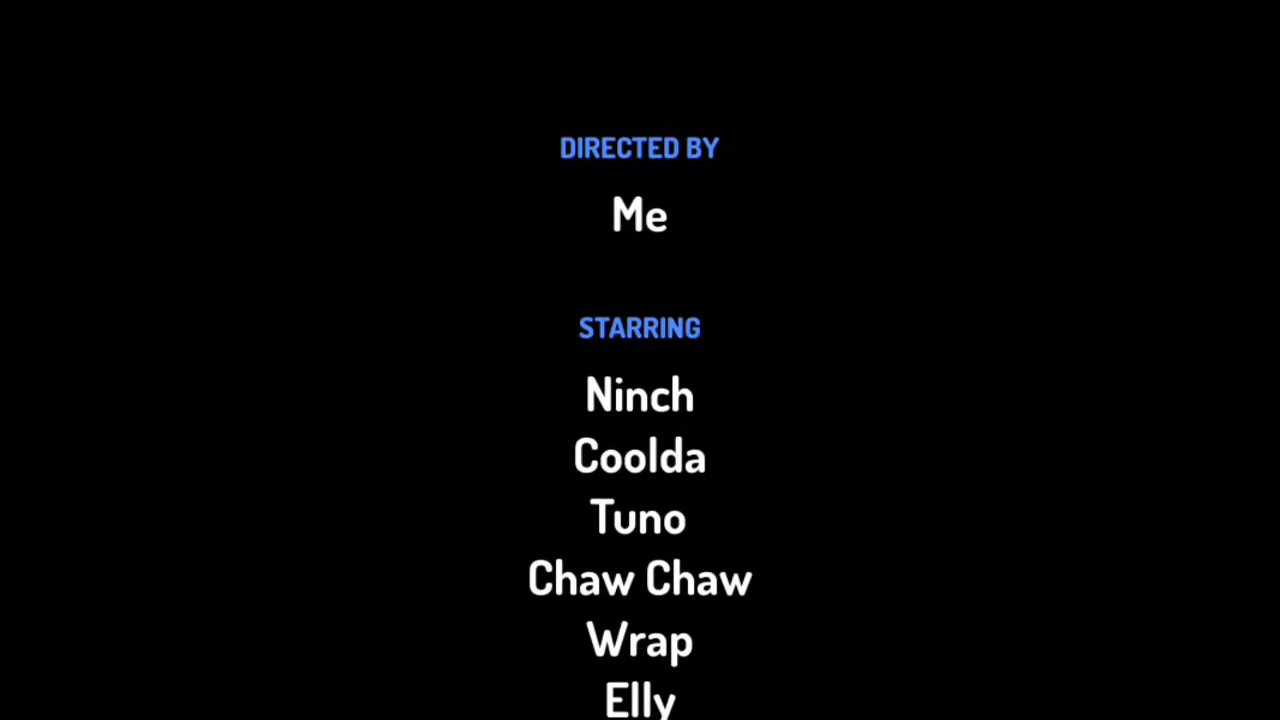 DIRECTED BY
Me
STARRING
Ninch
Coolda
Tuno
Chaw Chaw
Wrap
Elly